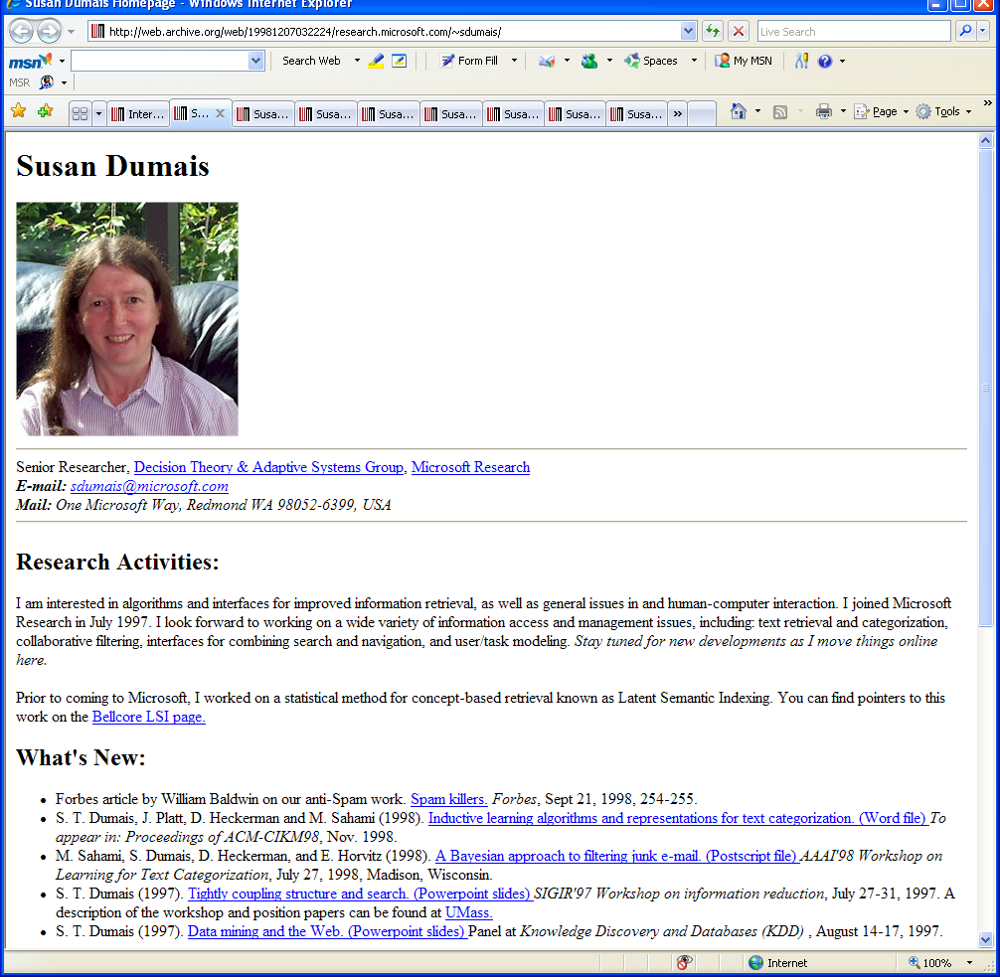 Susan Dumais Homepage - Windows Internet Explorer
http://web.archive.org/web/19981207032224/research.microsoft.com/~sdumais/
Live Search
msn
Search Web
Form Fill
Spaces
My MSN
MSR
Inter...
S...
Susa...
Susa...
Susa...
Susa...
Susa...
Susa...
Susa...
»
Page
Tools
»
Susan Dumais
Senior Researcher, Decision Theory & Adaptive Systems Group, Microsoft Research
E-mail: sdumais@microsoft.com
Mail: One Microsoft Way, Redmond WA 98052-6399, USA
Research Activities:
I am interested in algorithms and interfaces for improved information retrieval, as well as general issues in and human-computer interaction. I joined Microsoft
Research in July 1997. I look forward to working on a wide variety of information access and management issues, including: text retrieval and categorization,
collaborative filtering, interfaces for combining search and navigation, and user/task modeling. Stay tuned for new developments as I move things online
here.
Prior to coming to Microsoft, I worked on a statistical method for concept-based retrieval known as Latent Semantic Indexing. You can find pointers to this
work on the Bellcore LSI page.
What's New:
• Forbes article by William Baldwin on our anti-Spam work. Spam killers. Forbes, Sept 21, 1998, 254-255.
• S. T. Dumais, J. Platt, D. Heckerman and M. Sahami (1998). Inductive learning algorithms and representations for text categorization. (Word file) To
appear in: Proceedings of ACM-CIKM98, Nov. 1998.
• M. Sahami, S. Dumais, D. Heckerman, and E. Horvitz (1998). A Bayesian approach to filtering junk e-mail. (Postscript file) AAAI'98 Workshop on
Learning for Text Categorization, July 27, 1998, Madison, Wisconsin.
• S. T. Dumais (1997). Tightly coupling structure and search. (Powerpoint slides) SIGIR'97 Workshop on information reduction, July 27-31, 1997. A
description of the workshop and position papers can be found at UMass.
• S. T. Dumais (1997). Data mining and the Web. (Powerpoint slides) Panel at Knowledge Discovery and Databases (KDD) , August 14-17, 1997.
Internet
100%